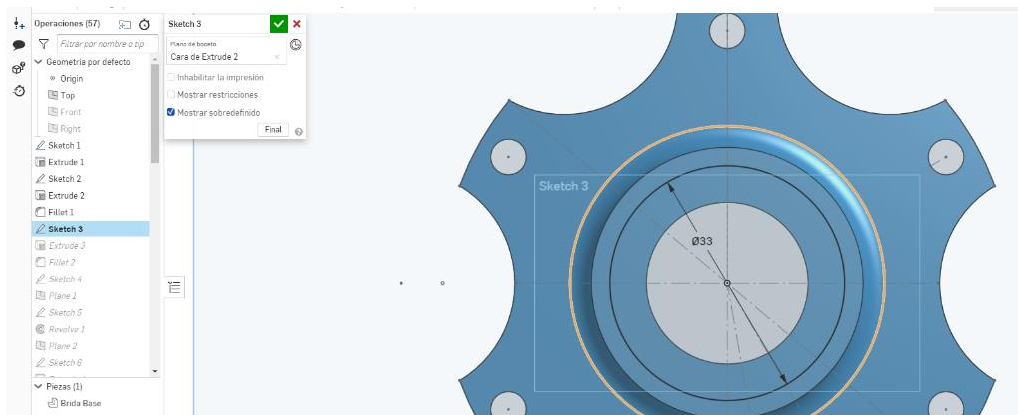 Operaciones (57)
Filtrar por nombre o tip
Geometría por defecto
Origin
Top
Front
Right
Sketch 1
Extrude 1
Sketch 2
Extrude 2
Fillet 1
Sketch 3
Extrude 3
Fillet 2
Sketch 4
Plane 1
Sketch 5
Revolve 1
Plane 2
Sketch 6
Piezas (1)
Brida Base
Sketch 3
Plano de boceto
Cara de Extrude 2
Inhabilitar la impresión
Mostrar restricciones
Mostrar sobredefinido
Final
Sketch 3
Ø33